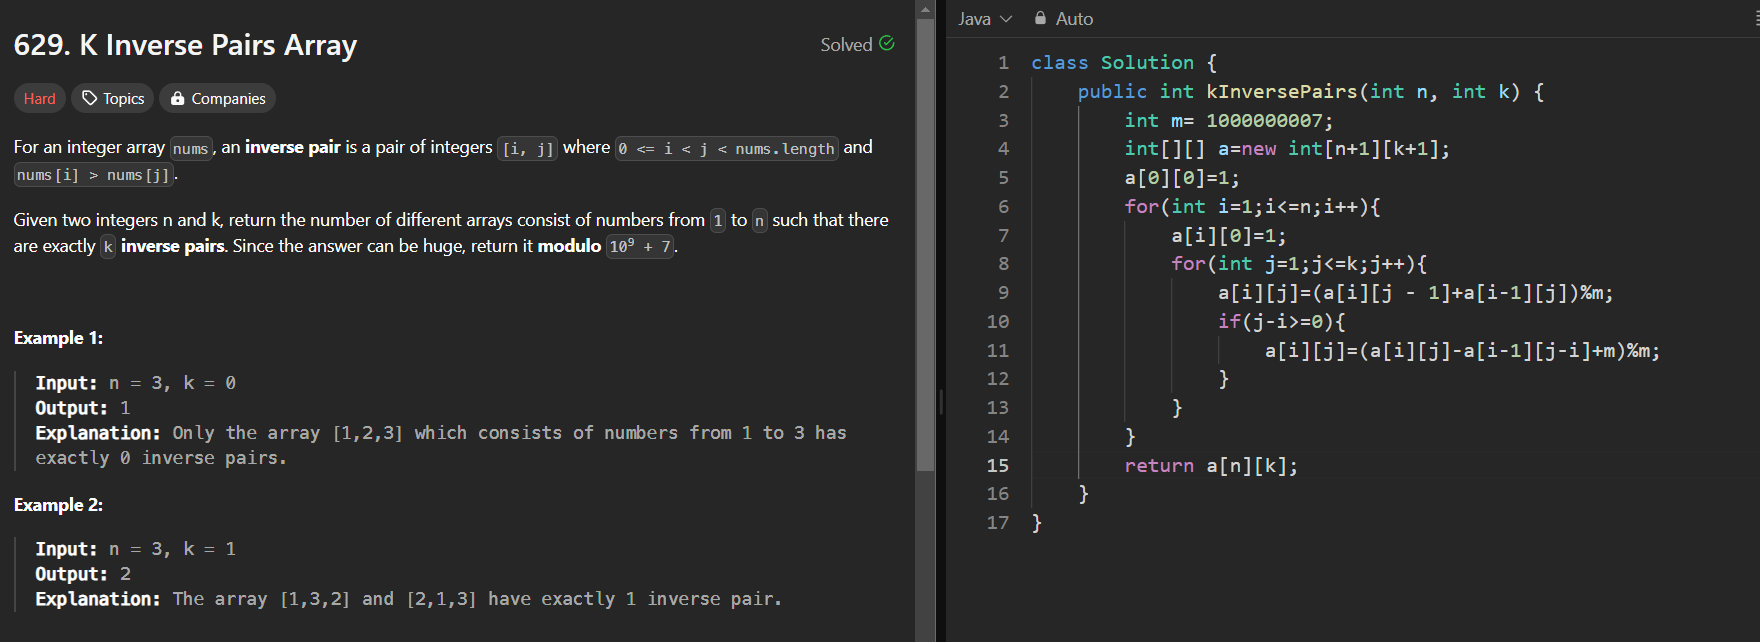 629. K Inverse Pairs Array
Solved
Hard Topics Companies
For an integer array nums, an inverse pair is a pair of integers [i, j] where 0 <= i < j < nums.length and
nums[i] > nums[j].
Given two integers n and k, return the number of different arrays consist of numbers from 1 to n such that there
are exactly k inverse pairs. Since the answer can be huge, return it modulo 10⁹ + 7.
Example 1:
Input: n = 3, k = 0
Output: 1
Explanation: Only the array [1,2,3] which consists of numbers from 1 to 3 has
exactly 0 inverse pairs.
Example 2:
Input: n = 3, k = 1
Output: 2
Explanation: The array [1,3,2] and [2,1,3] have exactly 1 inverse pair.
Java Auto
1 class Solution {
2     public int kInversePairs(int n, int k) {
3         int m= 1000000007;
4         int[][] a=new int[n+1][k+1];
5         a[0][0]=1;
6         for(int i=1;i<=n;i++){
7             a[i][0]=1;
8             for(int j=1;j<=k;j++){
9                 a[i][j]=(a[i][j - 1]+a[i-1][j])%m;
10                 if(j-i>=0){
11                     a[i][j]=(a[i][j]-a[i-1][j-i]+m)%m;
12                 }
13             }
14         }
15         return a[n][k];
16     }
17 }